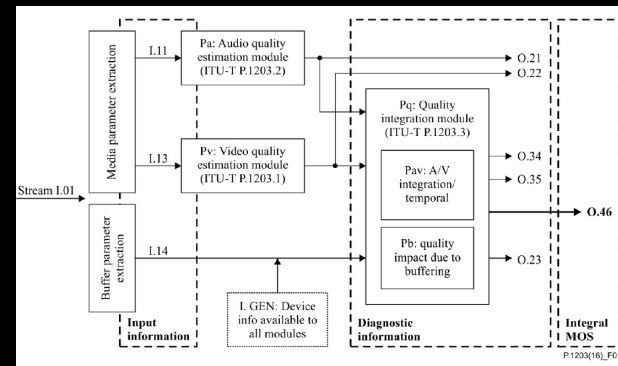 Stream I.01
Media parameter extraction
Buffer parameter
extraction
I.11
I.13
I.14
Input
information
Pa: Audio quality
estimation module
(ITU-T P.1203.2)
Pv: Video quality
estimation module
(ITU-T P.1203.1)
I. GEN: Device
info available to
all modules
Pq: Quality
integration module
(ITU-T P.1203.3)
Pav: A/V
integration/
temporal
Pb: quality
impact due to
buffering
Diagnostic
information
O.21
O.22
O.34
O.35
O.46
O.23
Integral
MOS
P.1203(16)_F0